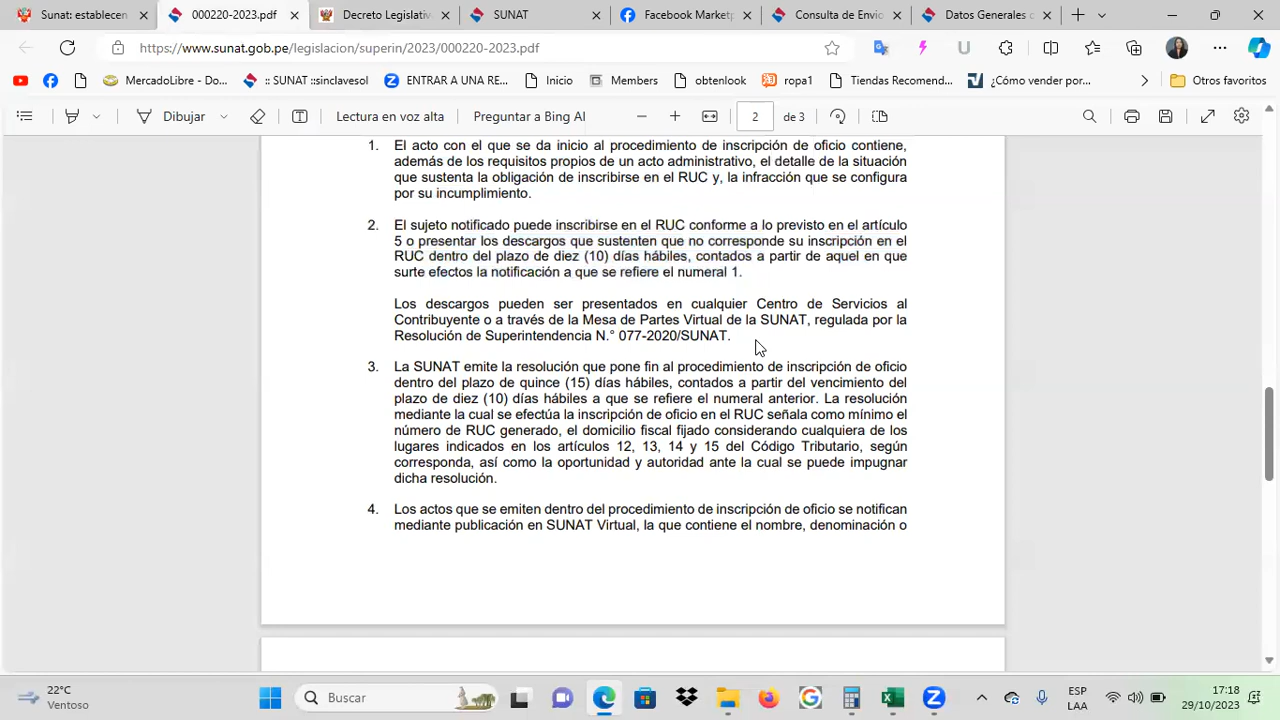 Sunat: establecen
000220-2023.pdf
Decreto Legislativ
SUNAT
Facebook Marketp
Consulta de Envio
Datos Generales d
https://www.sunat.gob.pe/legislacion/superin/2023/000220-2023.pdf
MercadoLibre - Do...
:: SUNAT ::sinclavesol
ENTRAR A UNA RE...
Inicio
Members
obtenlook
ropa1
Tiendas Recomend...
¿Cómo vender por...
Otros favoritos
Dibujar
Lectura en voz alta
Preguntar a Bing AI
2
de 3
1. El acto con el que se da inicio al procedimiento de inscripción de oficio contiene,
además de los requisitos propios de un acto administrativo, el detalle de la situación
que sustenta la obligación de inscribirse en el RUC y, la infracción que se configura
por su incumplimiento.
2. El sujeto notificado puede inscribirse en el RUC conforme a lo previsto en el artículo
5 o presentar los descargos que sustenten que no corresponde su inscripción en el
RUC dentro del plazo de diez (10) días hábiles, contados a partir de aquel en que
surte efectos la notificación a que se refiere el numeral 1.
Los descargos pueden ser presentados en cualquier Centro de Servicios al
Contribuyente o a través de la Mesa de Partes Virtual de la SUNAT, regulada por la
Resolución de Superintendencia N.° 077-2020/SUNAT.
3. La SUNAT emite la resolución que pone fin al procedimiento de inscripción de oficio
dentro del plazo de quince (15) días hábiles, contados a partir del vencimiento del
plazo de diez (10) días hábiles a que se refiere el numeral anterior. La resolución
mediante la cual se efectúa la inscripción de oficio en el RUC señala como mínimo el
número de RUC generado, el domicilio fiscal fijado considerando cualquiera de los
lugares indicados en los artículos 12, 13, 14 y 15 del Código Tributario, según
corresponda, así como la oportunidad y autoridad ante la cual se puede impugnar
dicha resolución.
4. Los actos que se emiten dentro del procedimiento de inscripción de oficio se notifican
mediante publicación en SUNAT Virtual, la que contiene el nombre, denominación o
22°C
Ventoso
Buscar
ESP
LAA
17:18
29/10/2023